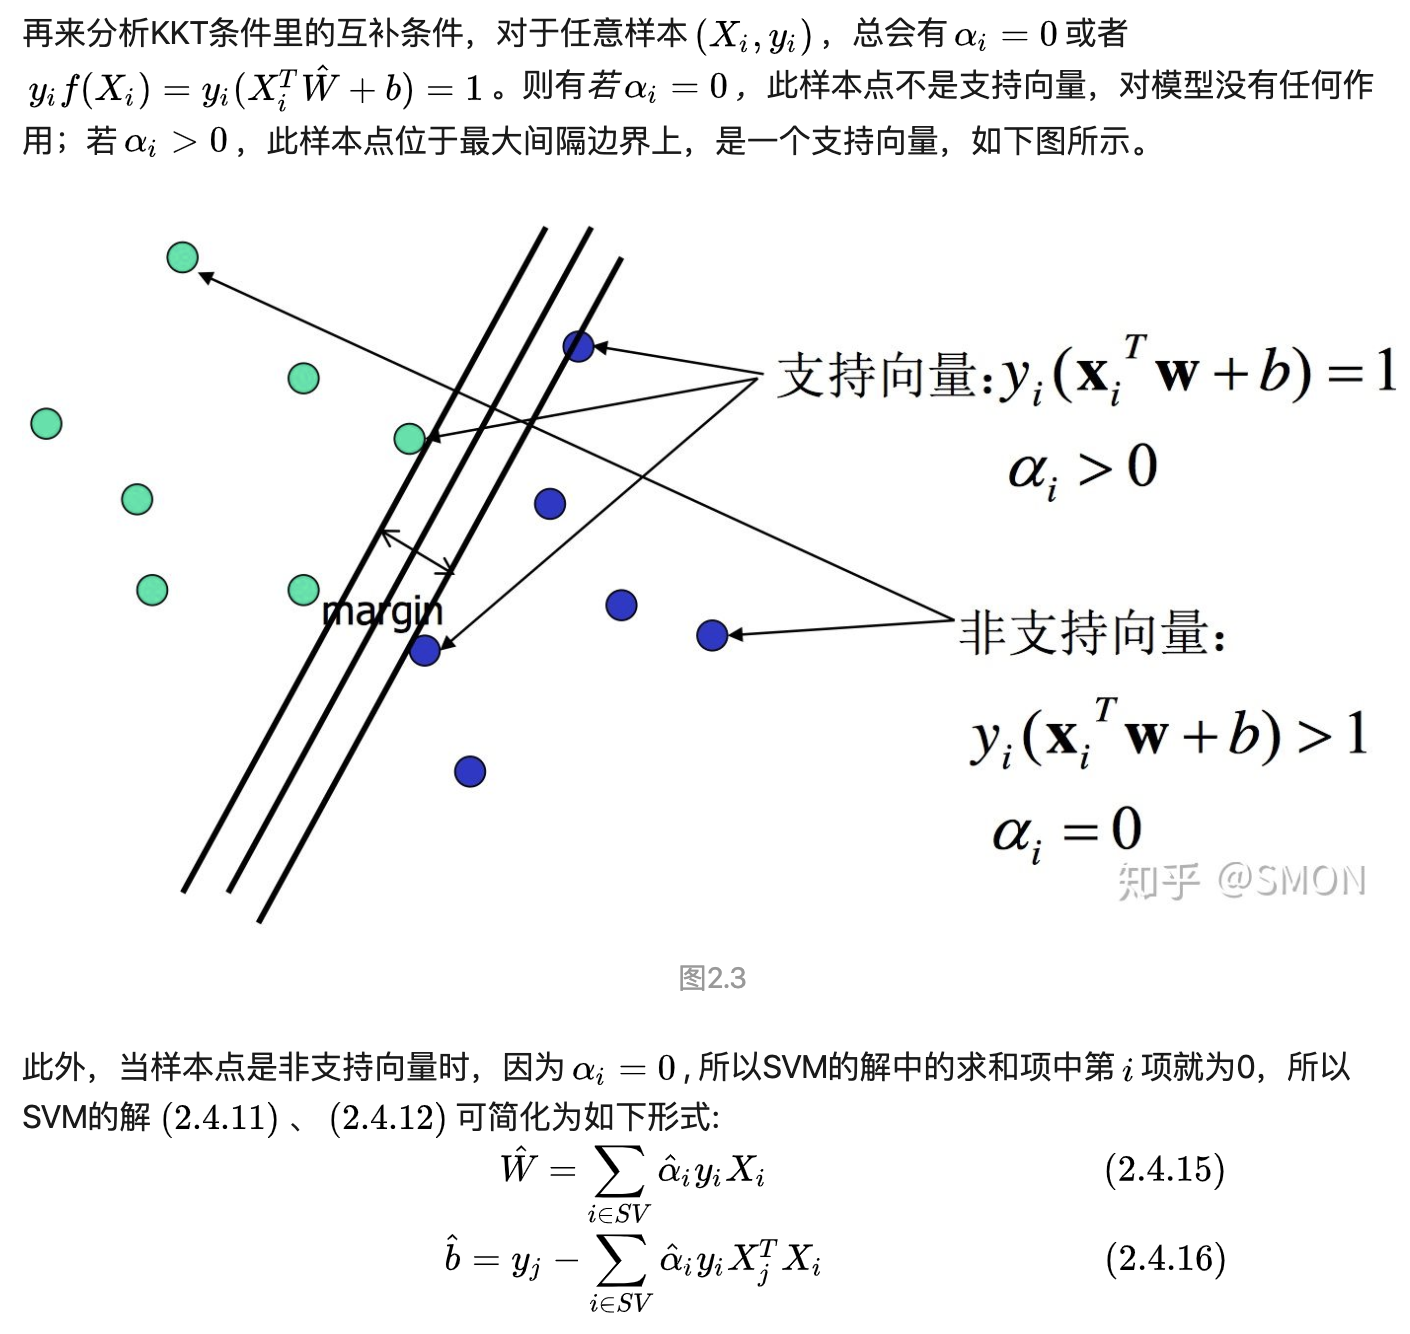 再来分析KKT条件里的互补条件，对于任意样本 (X_i, y_i) ，总会有 α_i = 0 或者
y_i f(X_i) = y_i(X_i^T Ŵ + b) = 1 。则有若 α_i = 0 ，此样本点不是支持向量，对模型没有任何作
用；若 α_i > 0 ，此样本点位于最大间隔边界上，是一个支持向量，如下图所示。
支持向量：y_i(x_i^T w + b) = 1
α_i > 0
margin
非支持向量：
y_i(x_i^T w + b) > 1
α_i = 0
知乎 @SMON
图2.3
此外，当样本点是非支持向量时，因为 α_i = 0 , 所以SVM的解中的求和项中第 i 项就为0，所以
SVM的解 (2.4.11) 、 (2.4.12) 可简化为如下形式:
Ŵ = ∑_{i∈SV} α̂_i y_i X_i (2.4.15)
b̂ = y_j − ∑_{i∈SV} α̂_i y_i X_j^T X_i (2.4.16)